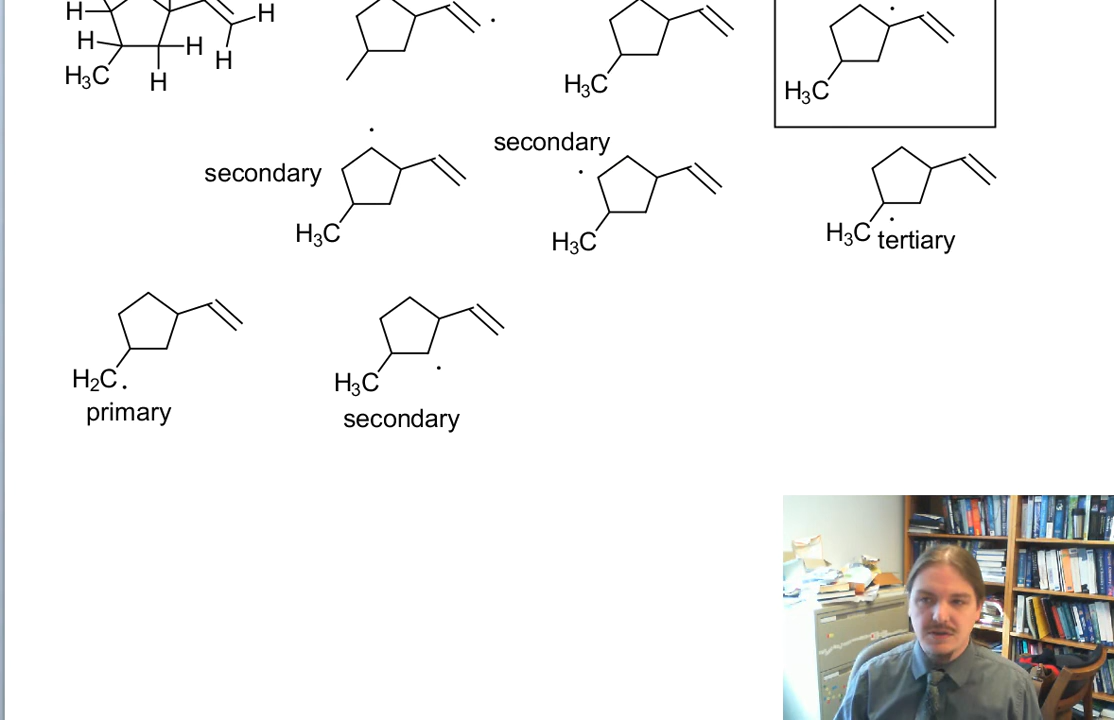 H H
H H
H₃C H H
H₃C
H₃C
secondary
secondary
H₃C
H₃C
H₃C tertiary
H₂C.
primary
H₃C
secondary